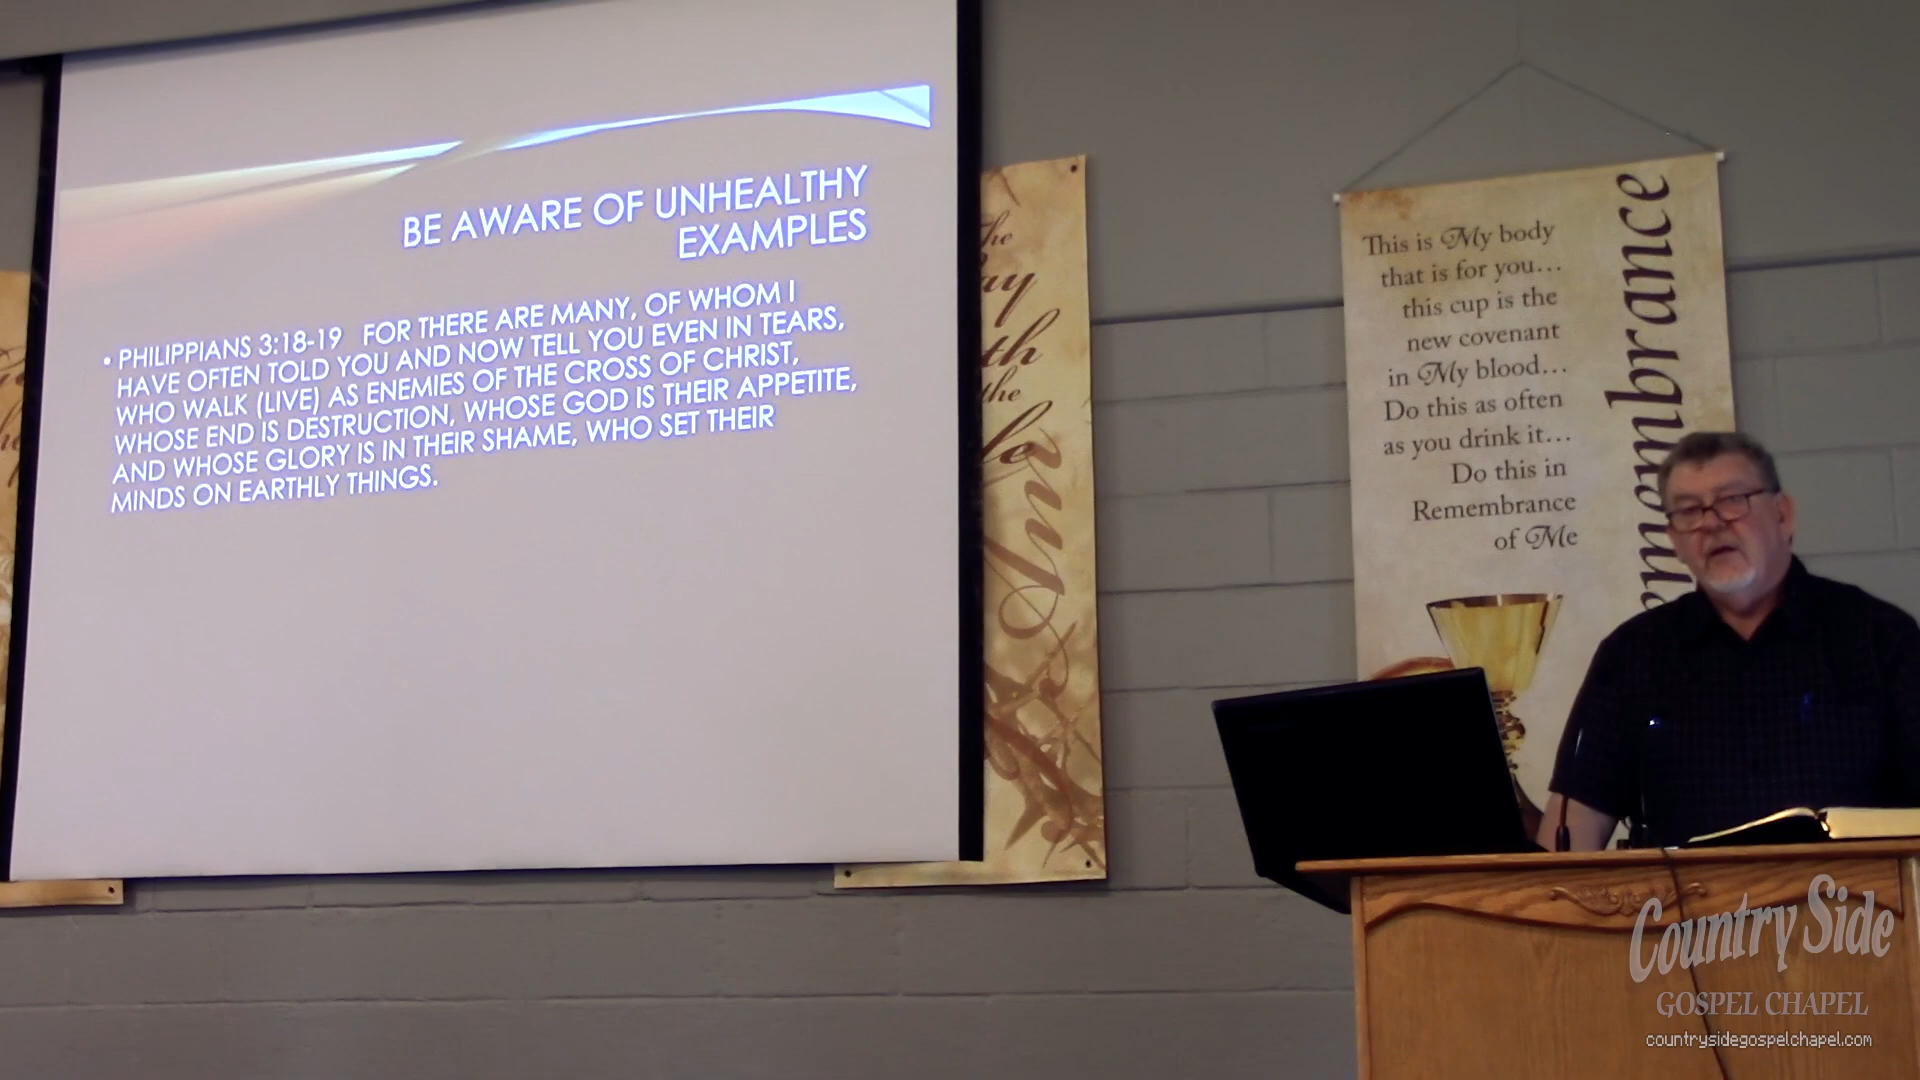 BE AWARE OF UNHEALTHY
EXAMPLES
• PHILIPPIANS 3:18-19 FOR THERE ARE MANY, OF WHOM I
HAVE OFTEN TOLD YOU AND NOW TELL YOU EVEN IN TEARS,
WHO WALK (LIVE) AS ENEMIES OF THE CROSS OF CHRIST,
WHOSE END IS DESTRUCTION, WHOSE GOD IS THEIR APPETITE,
AND WHOSE GLORY IS IN THEIR SHAME, WHO SET THEIR
MINDS ON EARTHLY THINGS.
the
This is My body
that is for you...
this cup is the
new covenant
in My blood...
Do this as often
as you drink it...
Do this in
Remembrance
of Me
Country Side
GOSPEL CHAPEL
countrysidegospelchapel.com